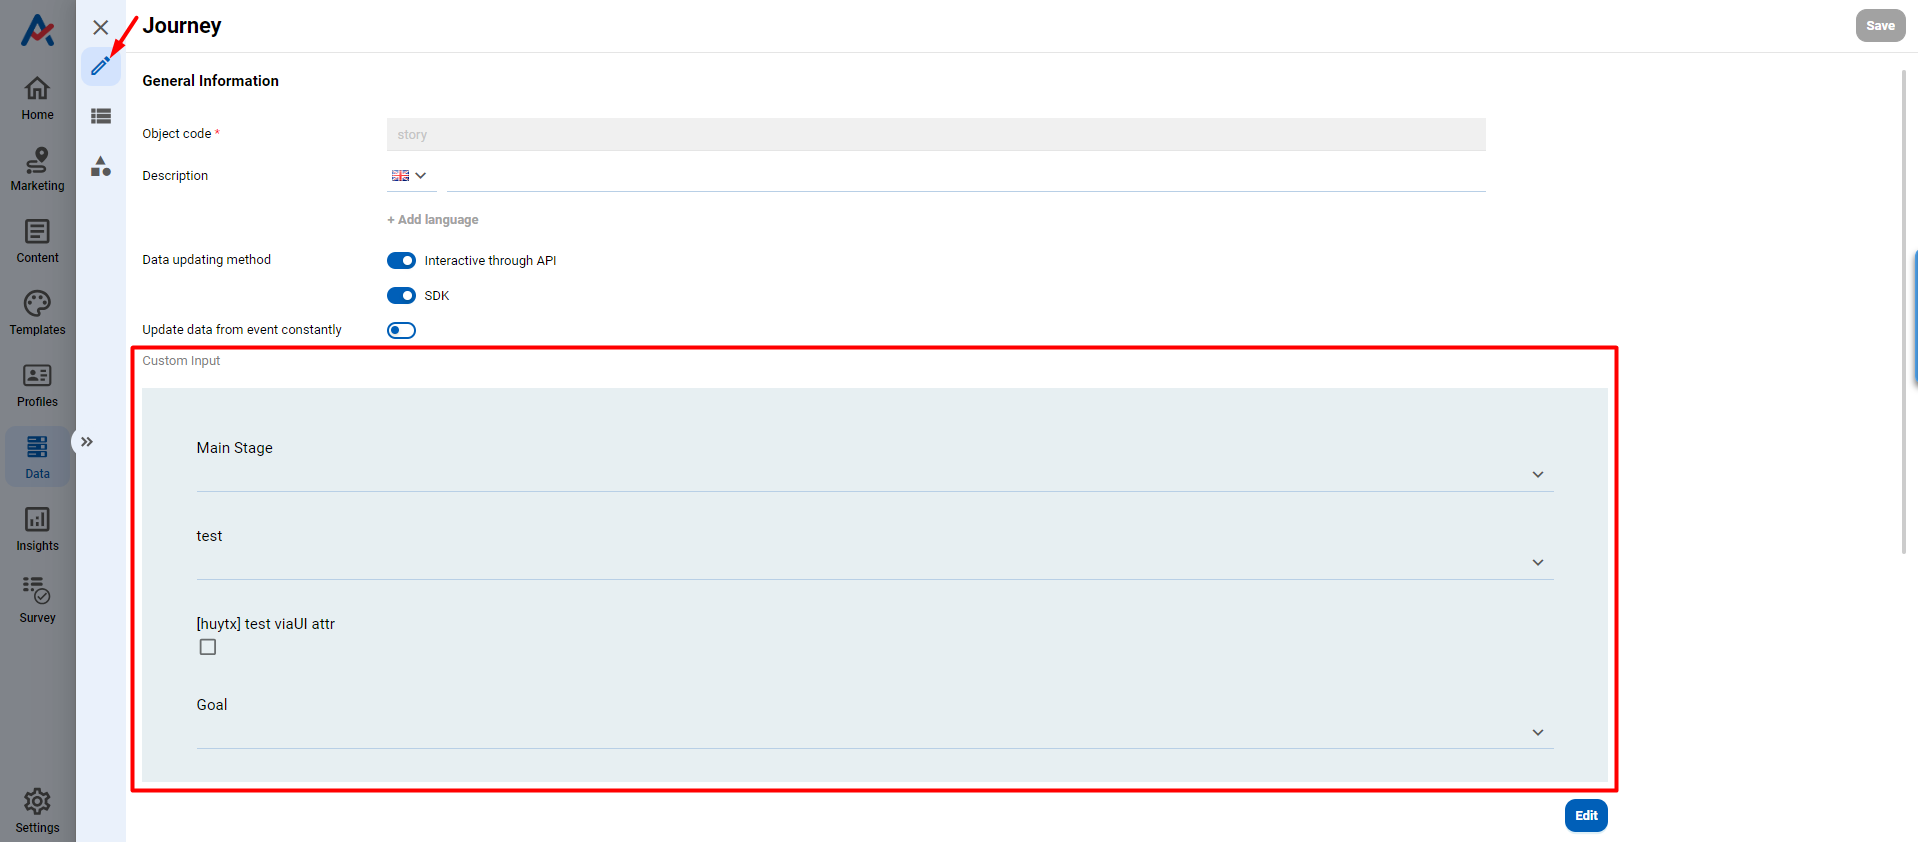 Journey
Save
General Information
Object code *
story
Description
+ Add language
Data updating method
Interactive through API
SDK
Update data from event constantly
Custom Input
Main Stage
test
[huytx] test viaUI attr
Goal
Edit
Home
Marketing
Content
Templates
Profiles
Data
Insights
Survey
Settings